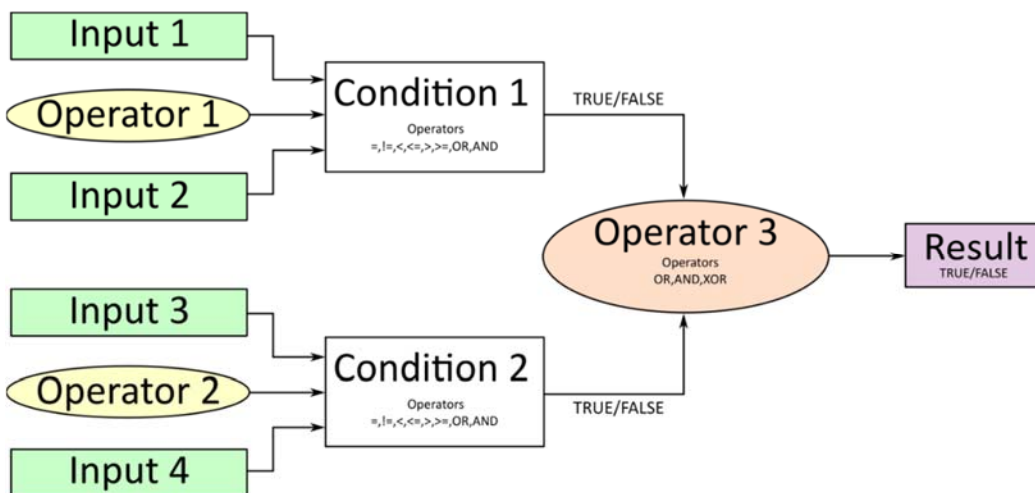 Input 1
Operator 1
Input 2
Condition 1
Operators
=,!=,<,<=,>,>=,OR,AND
TRUE/FALSE
Input 3
Operator 2
Input 4
Condition 2
Operators
=,!=,<,<=,>,>=,OR,AND
TRUE/FALSE
Operator 3
Operators
OR,AND,XOR
Result
TRUE/FALSE